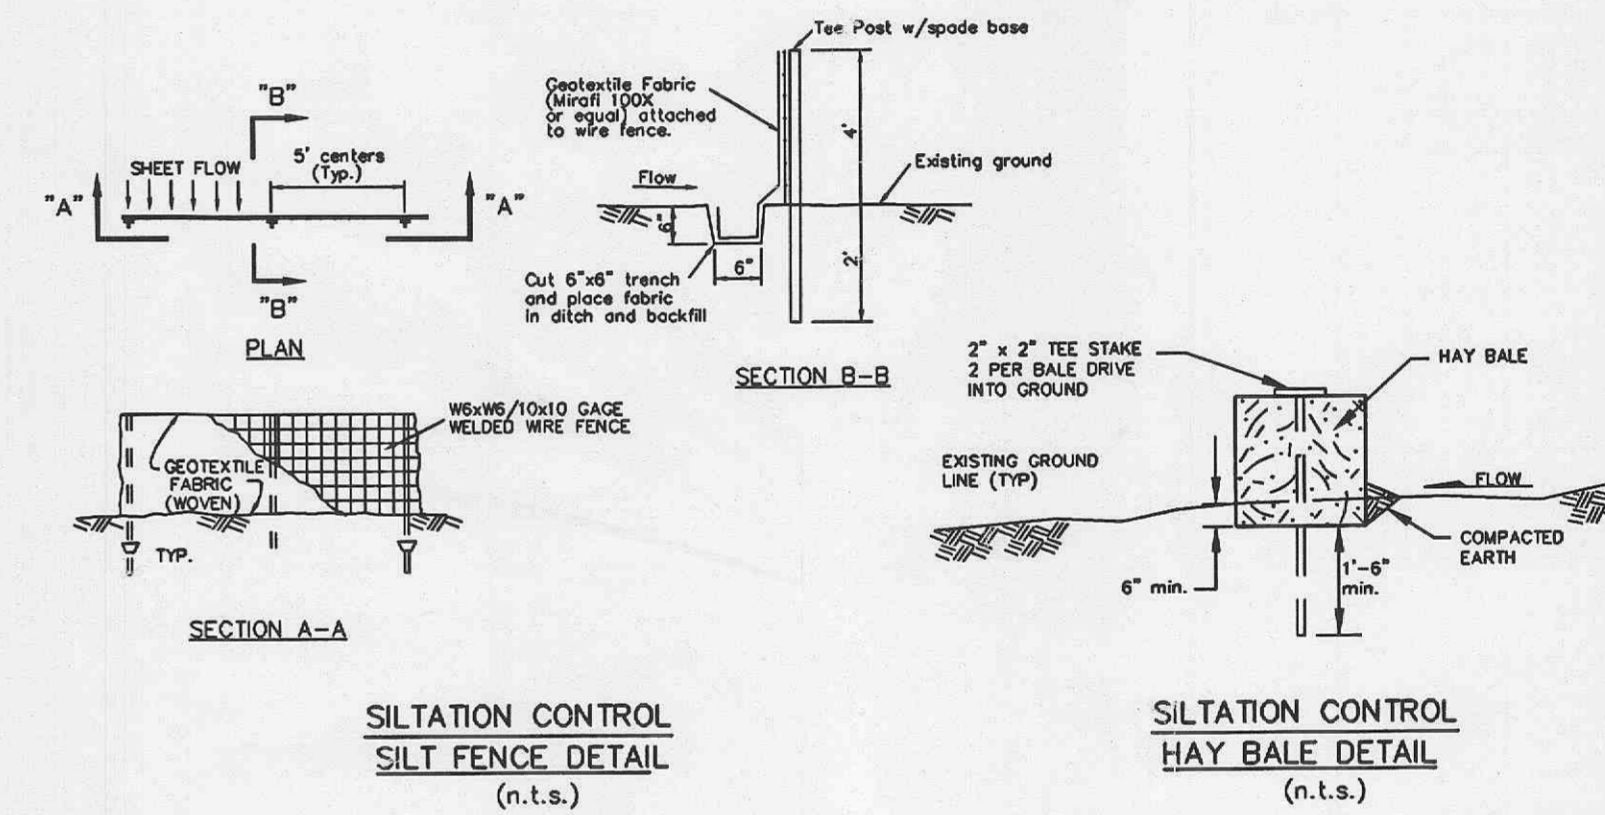 "B"
5' centers
(Typ.)
SHEET FLOW
"A"
"A"
"B"
PLAN
Tee Post w/spade base
Geotextile Fabric
(Mirafi 100X
or equal) attached
to wire fence.
4'
Existing ground
Flow
6"
6"
2'
Cut 6"x6" trench
and place fabric
in ditch and backfill
SECTION B-B
W6xW6/10x10 GAGE
WELDED WIRE FENCE
GEOTEXTILE
FABRIC
(WOVEN)
TYP.
SECTION A-A
SILTATION CONTROL
SILT FENCE DETAIL
(n.t.s.)
2" x 2" TEE STAKE
2 PER BALE DRIVE
INTO GROUND
HAY BALE
EXISTING GROUND
LINE (TYP)
FLOW
COMPACTED
EARTH
6" min.
1'-6"
min.
SILTATION CONTROL
HAY BALE DETAIL
(n.t.s.)